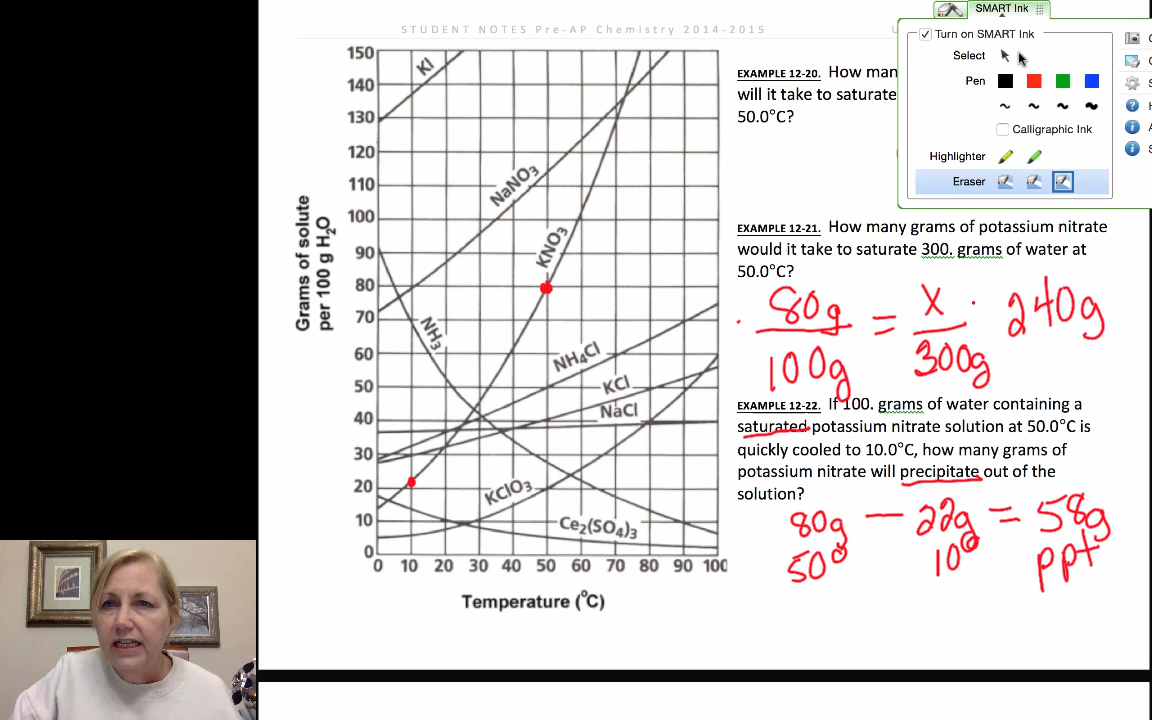 STUDENT NOTES Pre-AP Chemistry 2014-2015
SMART Ink
Turn on SMART Ink
Select
Pen
Calligraphic Ink
Highlighter
Eraser
150
140
130
120
110
100
90
80
70
60
50
40
30
20
10
0
Grams of solute
per 100 g H₂O
KI
NaNO₃
KNO₃
NH₃
NH₄Cl
KCl
NaCl
KClO₃
Ce₂(SO₄)₃
0 10 20 30 40 50 60 70 80 90 100
Temperature (°C)
EXAMPLE 12-20. How man
will it take to saturate
50.0°C?
EXAMPLE 12-21. How many grams of potassium nitrate
would it take to saturate 300. grams of water at
50.0°C?
80g = x · 240g
100g 300g
EXAMPLE 12-22. If 100. grams of water containing a
saturated potassium nitrate solution at 50.0°C is
quickly cooled to 10.0°C, how many grams of
potassium nitrate will precipitate out of the
solution?
80g — 22g = 58g
50° 10° ppt